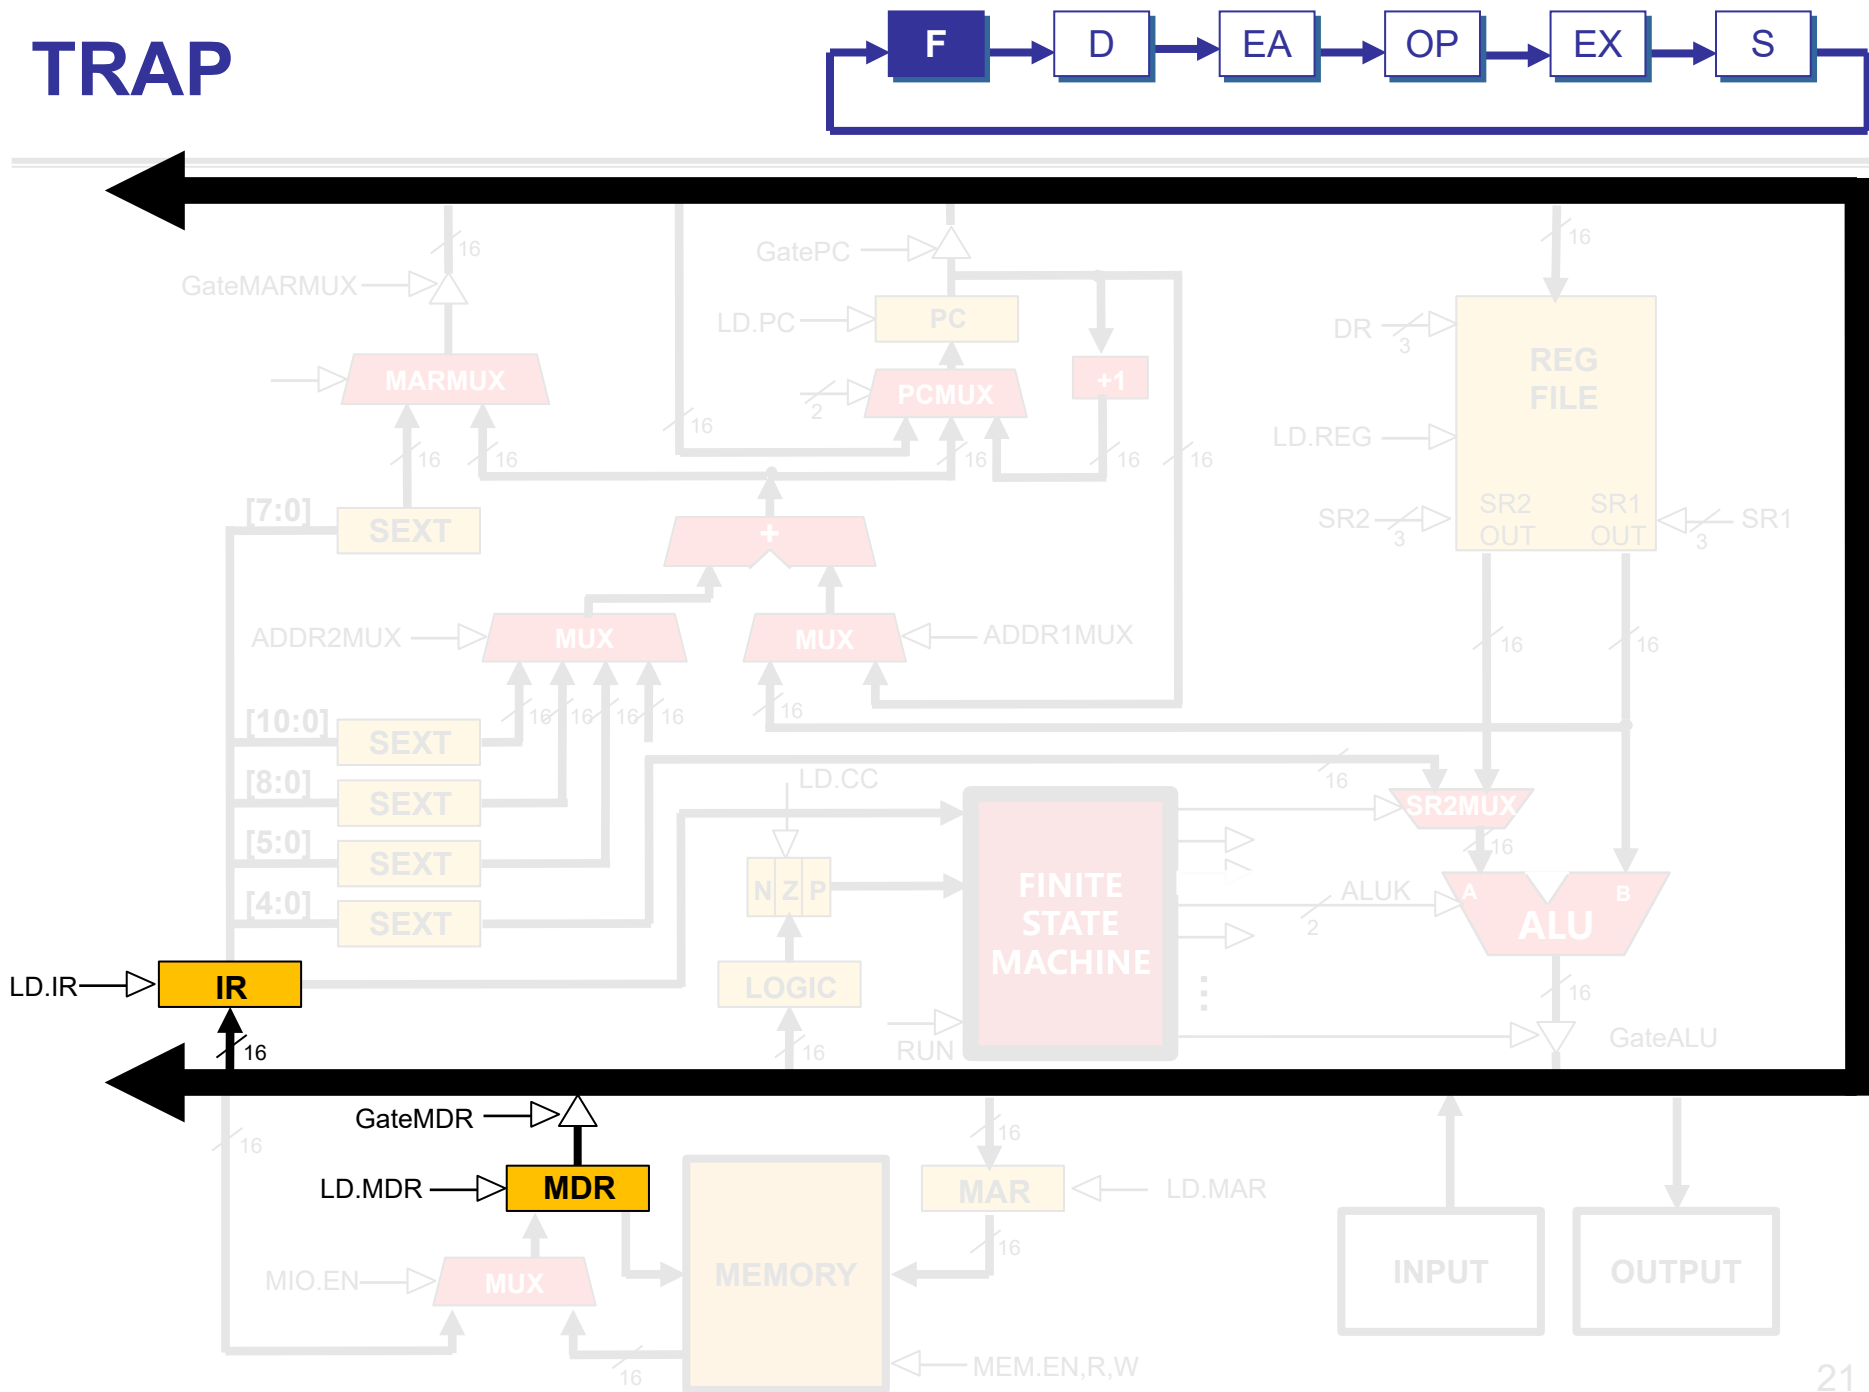 TRAP
F D EA OP EX S
16
16
GatePC
GateMARMUX
LD.PC
PC
DR
3
REG
FILE
MARMUX
2
PCMUX
+1
16
LD.REG
16
16
16
16
16
[7:0]
SEXT
+
SR2
3
SR2
OUT
SR1
OUT
3
SR1
ADDR2MUX
MUX
MUX
ADDR1MUX
16
16
16
16
16
16
16
[10:0]
SEXT
[8:0]
SEXT
LD.CC
16
SR2MUX
[5:0]
SEXT
16
N Z P
FINITE
STATE
MACHINE
ALUK
2
A
B
ALU
[4:0]
SEXT
LD.IR
IR
LOGIC
16
16
16
RUN
GateALU
GateMDR
16
16
LD.MDR
MDR
MAR
LD.MAR
16
MIO.EN
MUX
MEMORY
INPUT
OUTPUT
16
MEM.EN,R,W
21